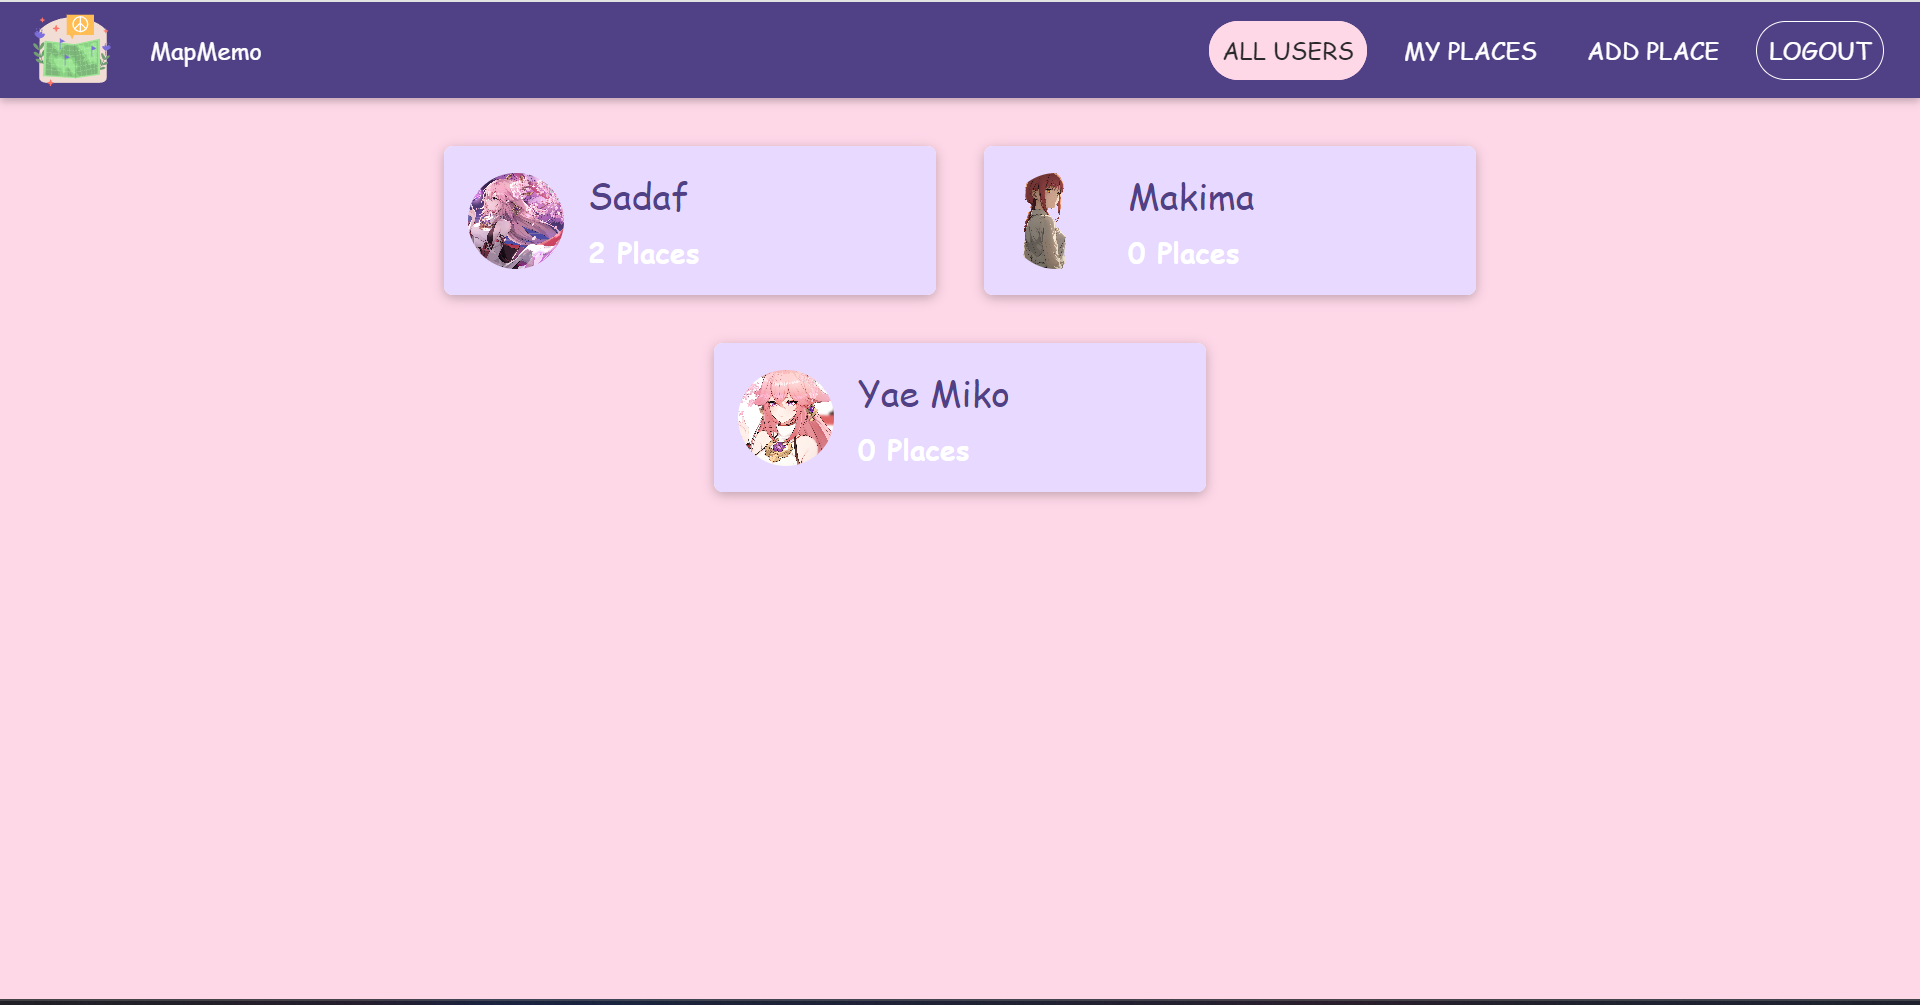 MapMemo
ALL USERS
MY PLACES
ADD PLACE
LOGOUT
Sadaf
2 Places
Makima
0 Places
Yae Miko
0 Places